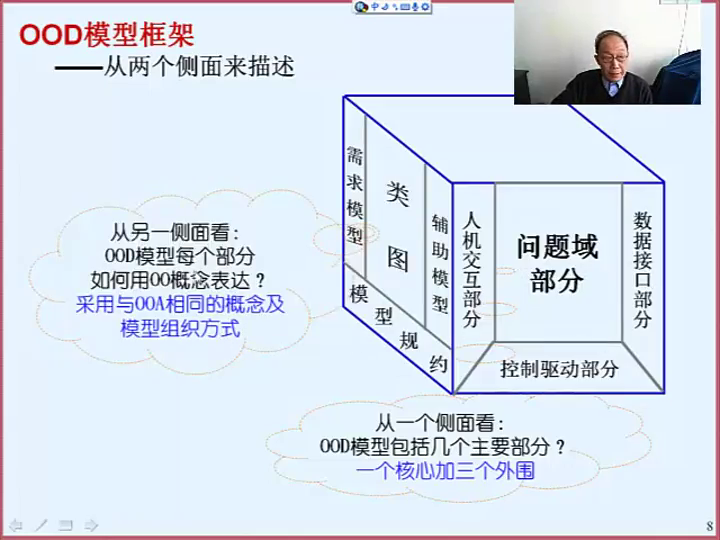 中
OOD模型框架
——从两个侧面来描述
需求模型
类图
辅助模型
模型规约
人机交互部分
问题域
部分
数据接口部分
控制驱动部分
从另一侧面看：
OOD模型每个部分
如何用OO概念表达？
采用与OOA相同的概念及
模型组织方式
从一个侧面看：
OOD模型包括几个主要部分？
一个核心加三个外围
8